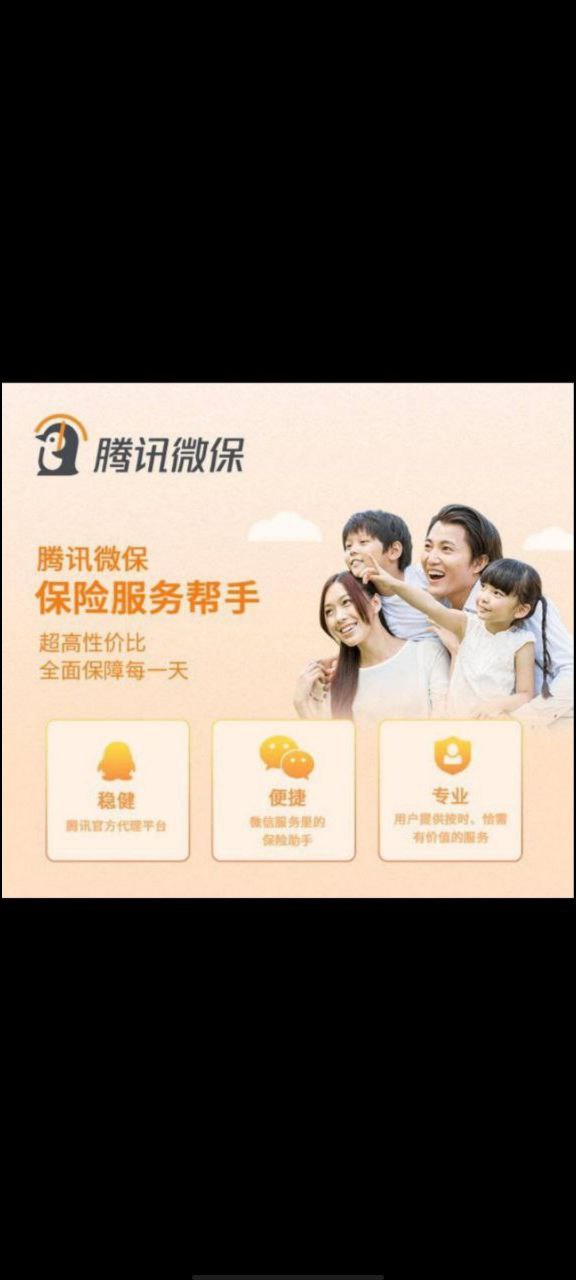 腾讯微保
腾讯微保
保险服务帮手
超高性价比
全面保障每一天
稳健
腾讯官方代理平台
便捷
微信服务里的
保险助手
专业
用户提供按时、恰需
有价值的服务